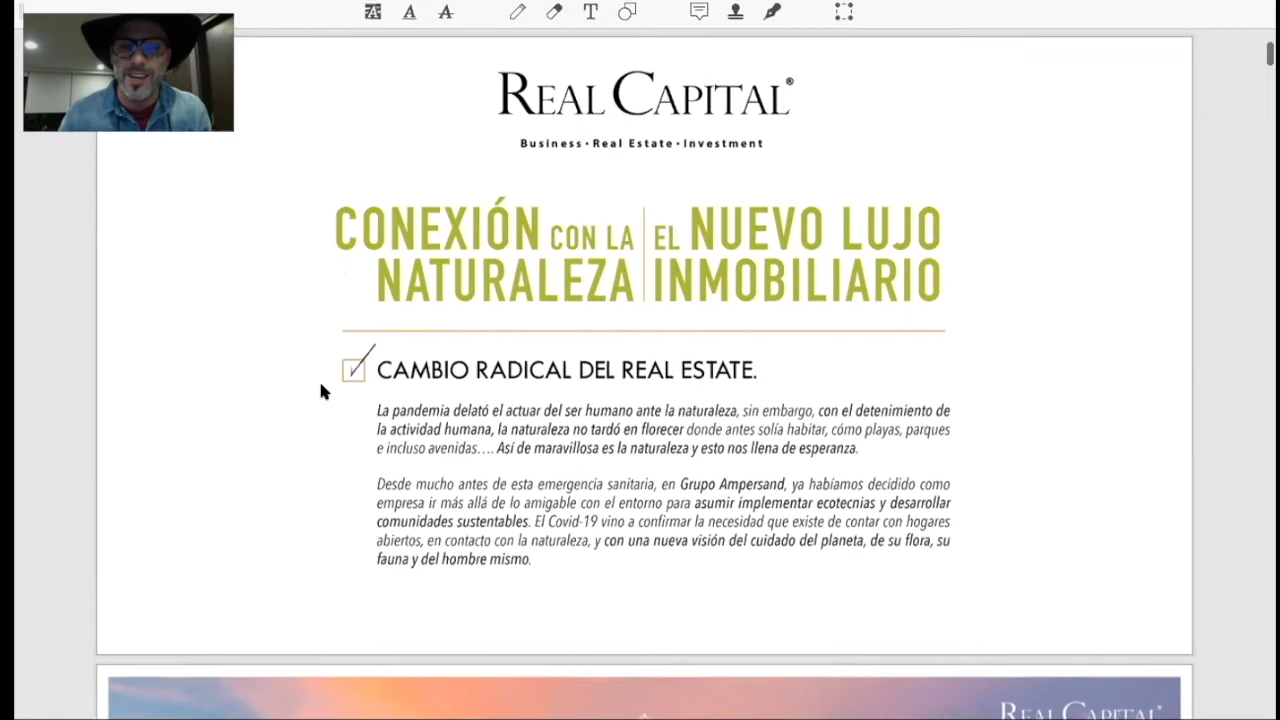 REAL CAPITAL®
Business·Real Estate·Investment
CONEXIÓN CON LA
NATURALEZA
EL NUEVO LUJO
INMOBILIARIO
CAMBIO RADICAL DEL REAL ESTATE.
La pandemia delató el actuar del ser humano ante la naturaleza, sin embargo, con el detenimiento de
la actividad humana, la naturaleza no tardó en florecer donde antes solía habitar, cómo playas, parques
e incluso avenidas.... Así de maravillosa es la naturaleza y esto nos llena de esperanza.
Desde mucho antes de esta emergencia sanitaria, en Grupo Ampersand, ya habíamos decidido como
empresa ir más allá de lo amigable con el entorno para asumir implementar ecotecnias y desarrollar
comunidades sustentables. El Covid-19 vino a confirmar la necesidad que existe de contar con hogares
abiertos, en contacto con la naturaleza, y con una nueva visión del cuidado del planeta, de su flora, su
fauna y del hombre mismo.
REAL CAPITAL®